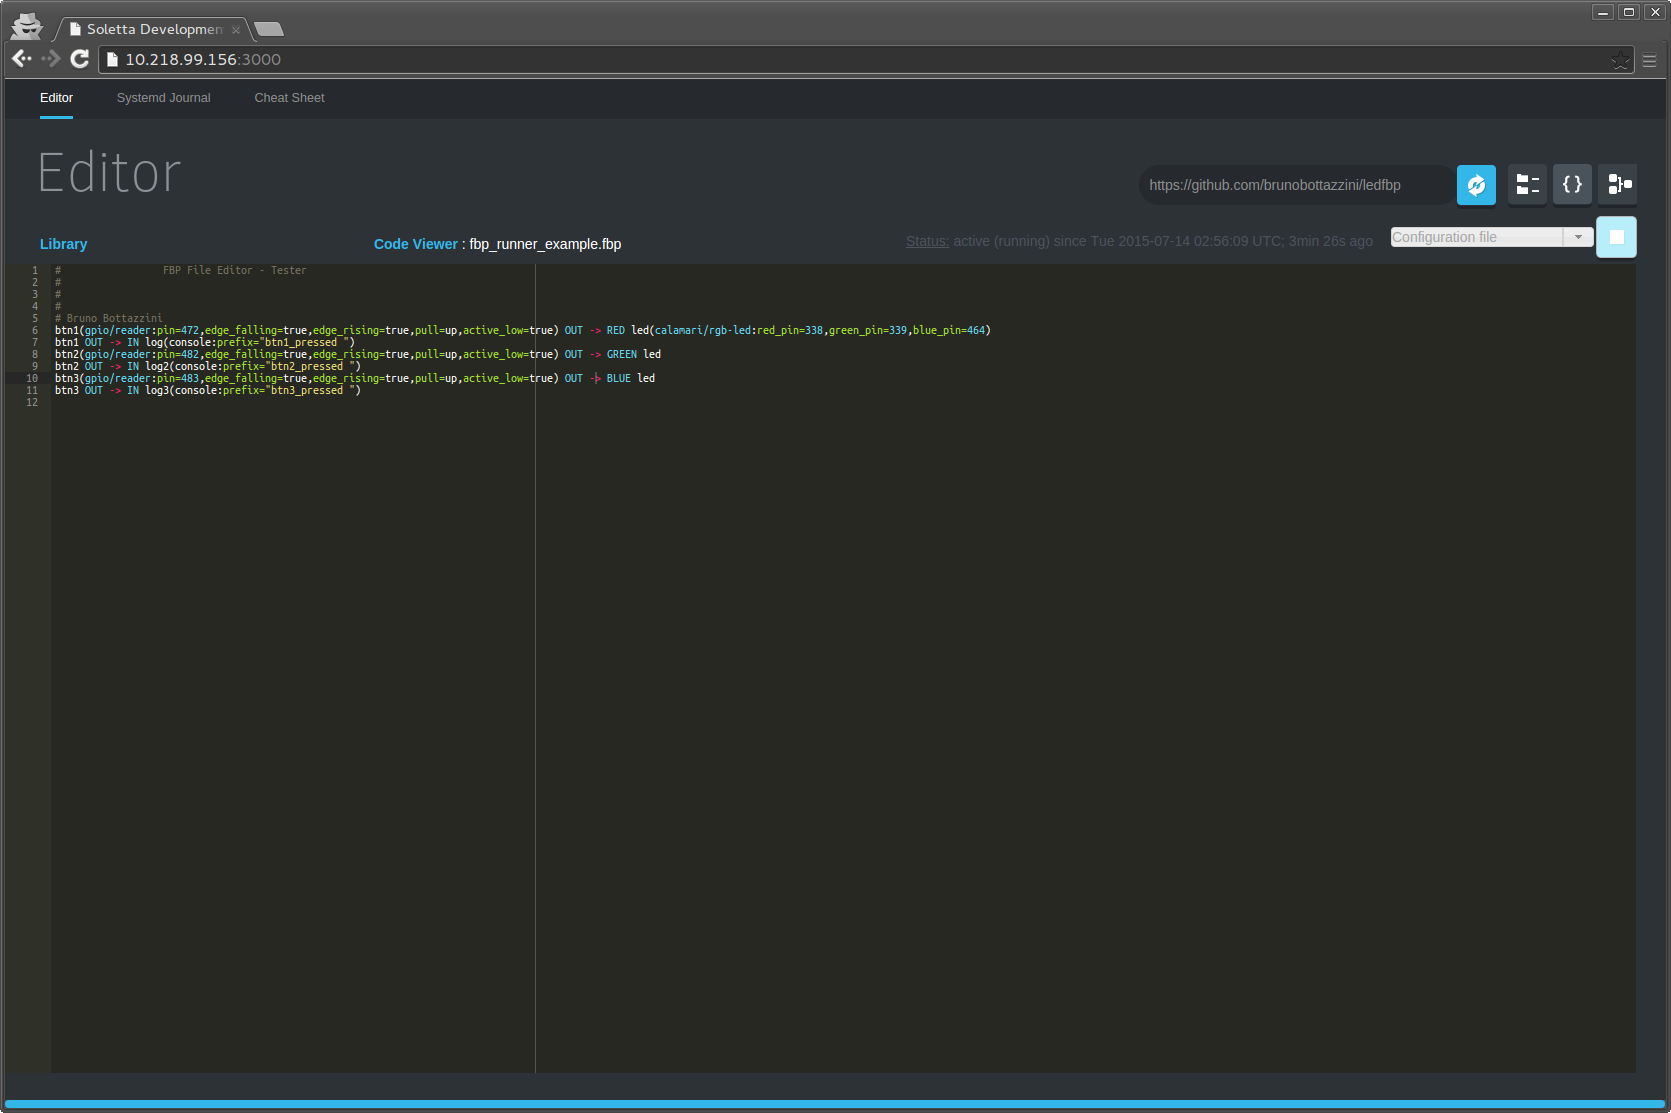 Soletta Developmen
10.218.99.156:3000
Editor Systemd Journal Cheat Sheet
Editor
https://github.com/brunobottazzini/ledfbp
{ }
Library Code Viewer : fbp_runner_example.fbp Status: active (running) since Tue 2015-07-14 02:56:09 UTC; 3min 26s ago Configuration file
1 # FBP File Editor - Tester
2 #
3 #
4 #
5 # Bruno Bottazzini
6 btn1(gpio/reader:pin=472,edge_falling=true,edge_rising=true,pull=up,active_low=true) OUT -> RED led(calamari/rgb-led:red_pin=338,green_pin=339,blue_pin=464)
7 btn1 OUT -> IN log(console:prefix="btn1_pressed ")
8 btn2(gpio/reader:pin=482,edge_falling=true,edge_rising=true,pull=up,active_low=true) OUT -> GREEN led
9 btn2 OUT -> IN log2(console:prefix="btn2_pressed ")
10 btn3(gpio/reader:pin=483,edge_falling=true,edge_rising=true,pull=up,active_low=true) OUT -> BLUE led
11 btn3 OUT -> IN log3(console:prefix="btn3_pressed ")
12